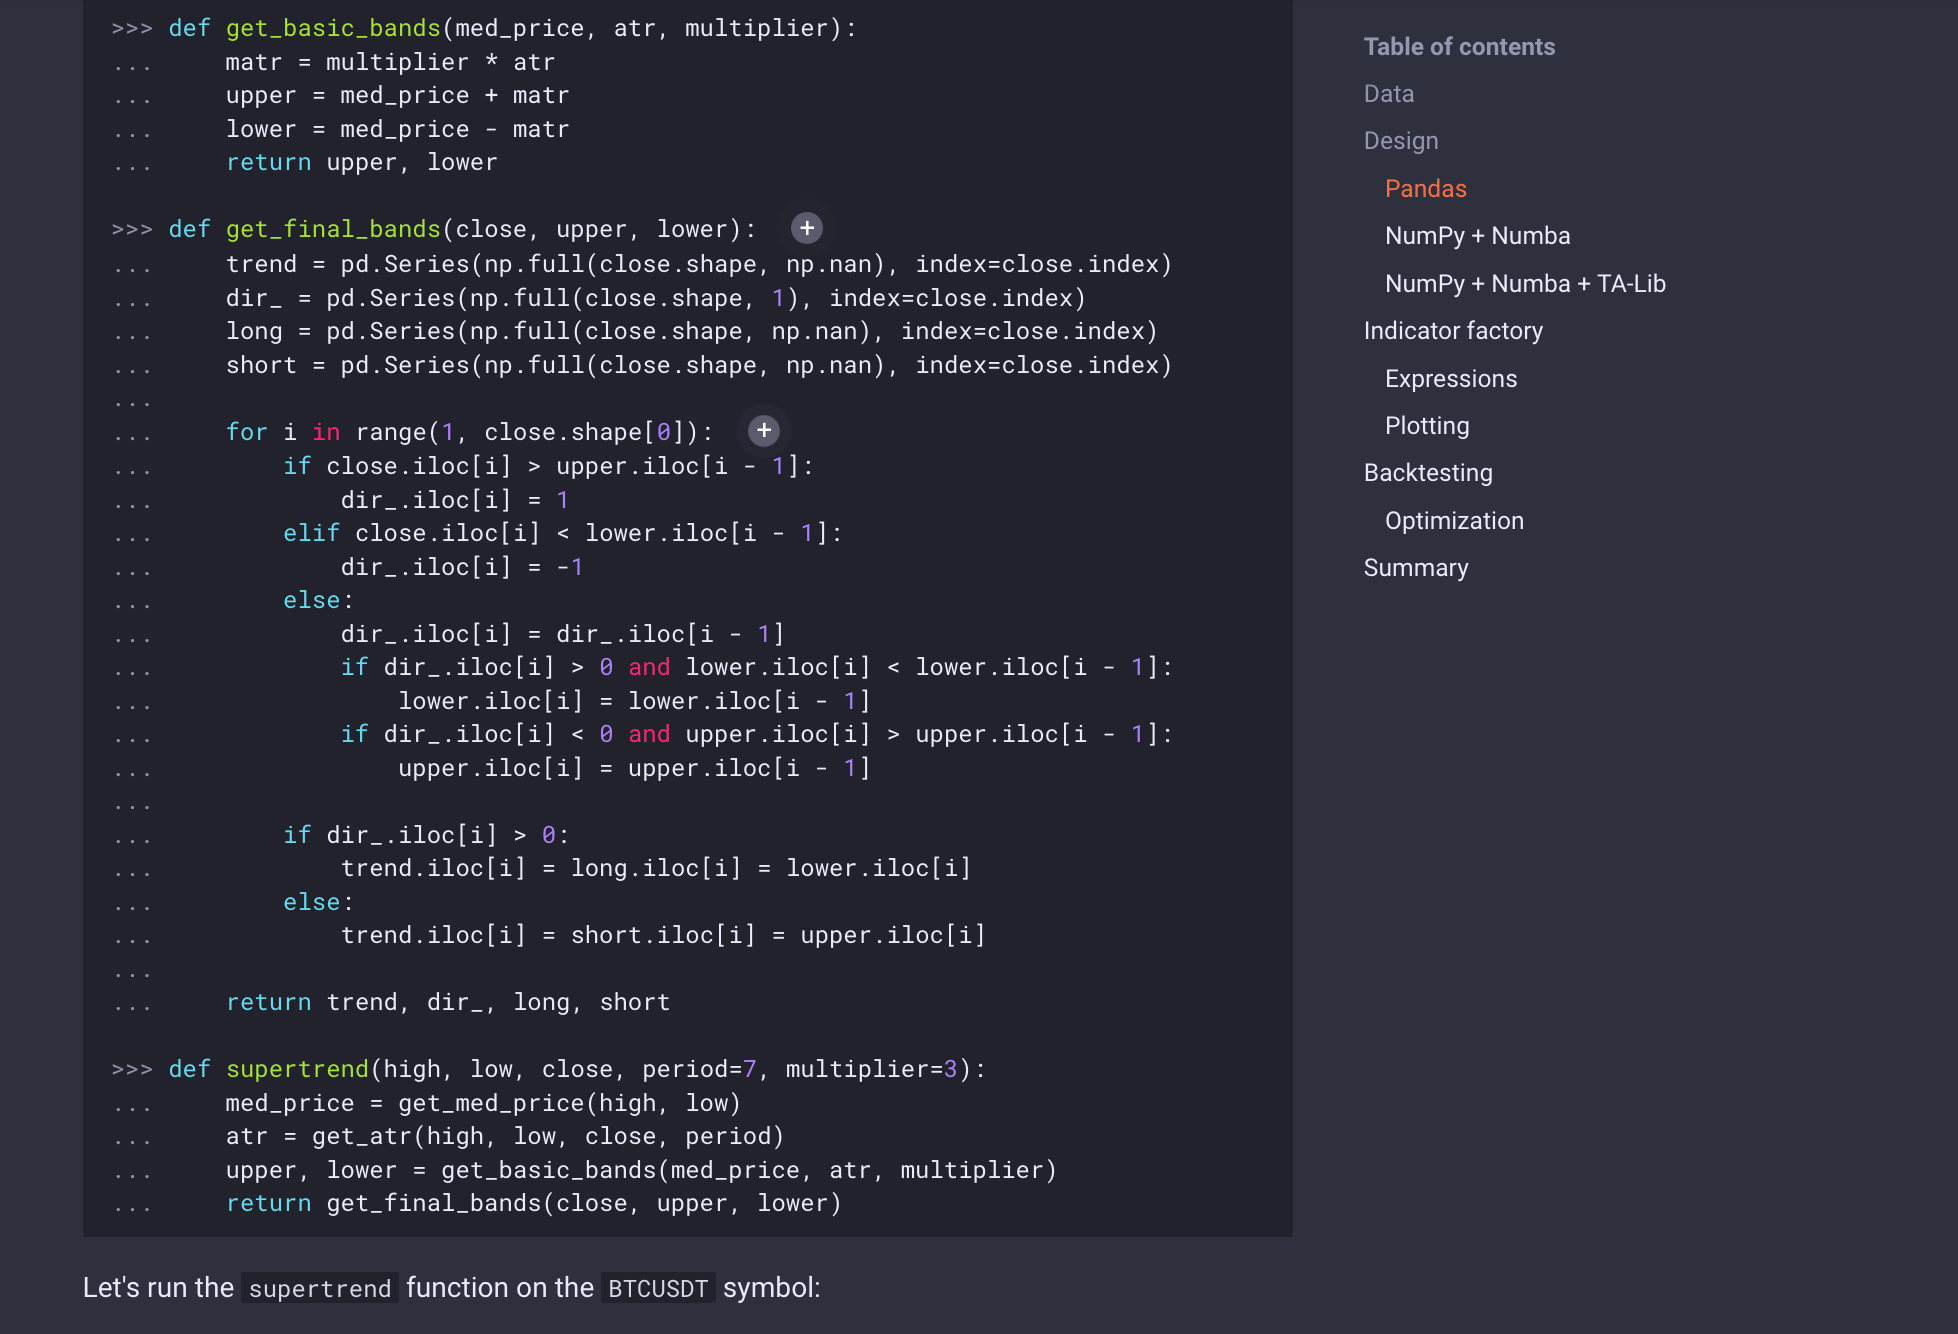 >>> def get_basic_bands(med_price, atr, multiplier):
...     matr = multiplier * atr
...     upper = med_price + matr
...     lower = med_price - matr
...     return upper, lower

>>> def get_final_bands(close, upper, lower): +
...     trend = pd.Series(np.full(close.shape, np.nan), index=close.index)
...     dir_ = pd.Series(np.full(close.shape, 1), index=close.index)
...     long = pd.Series(np.full(close.shape, np.nan), index=close.index)
...     short = pd.Series(np.full(close.shape, np.nan), index=close.index)
...
...     for i in range(1, close.shape[0]): +
...         if close.iloc[i] > upper.iloc[i - 1]:
...             dir_.iloc[i] = 1
...         elif close.iloc[i] < lower.iloc[i - 1]:
...             dir_.iloc[i] = -1
...         else:
...             dir_.iloc[i] = dir_.iloc[i - 1]
...             if dir_.iloc[i] > 0 and lower.iloc[i] < lower.iloc[i - 1]:
...                 lower.iloc[i] = lower.iloc[i - 1]
...             if dir_.iloc[i] < 0 and upper.iloc[i] > upper.iloc[i - 1]:
...                 upper.iloc[i] = upper.iloc[i - 1]
...
...         if dir_.iloc[i] > 0:
...             trend.iloc[i] = long.iloc[i] = lower.iloc[i]
...         else:
...             trend.iloc[i] = short.iloc[i] = upper.iloc[i]
...
...     return trend, dir_, long, short

>>> def supertrend(high, low, close, period=7, multiplier=3):
...     med_price = get_med_price(high, low)
...     atr = get_atr(high, low, close, period)
...     upper, lower = get_basic_bands(med_price, atr, multiplier)
...     return get_final_bands(close, upper, lower)

Let's run the supertrend function on the BTCUSDT symbol:

Table of contents
Data
Design
Pandas
NumPy + Numba
NumPy + Numba + TA-Lib
Indicator factory
Expressions
Plotting
Backtesting
Optimization
Summary